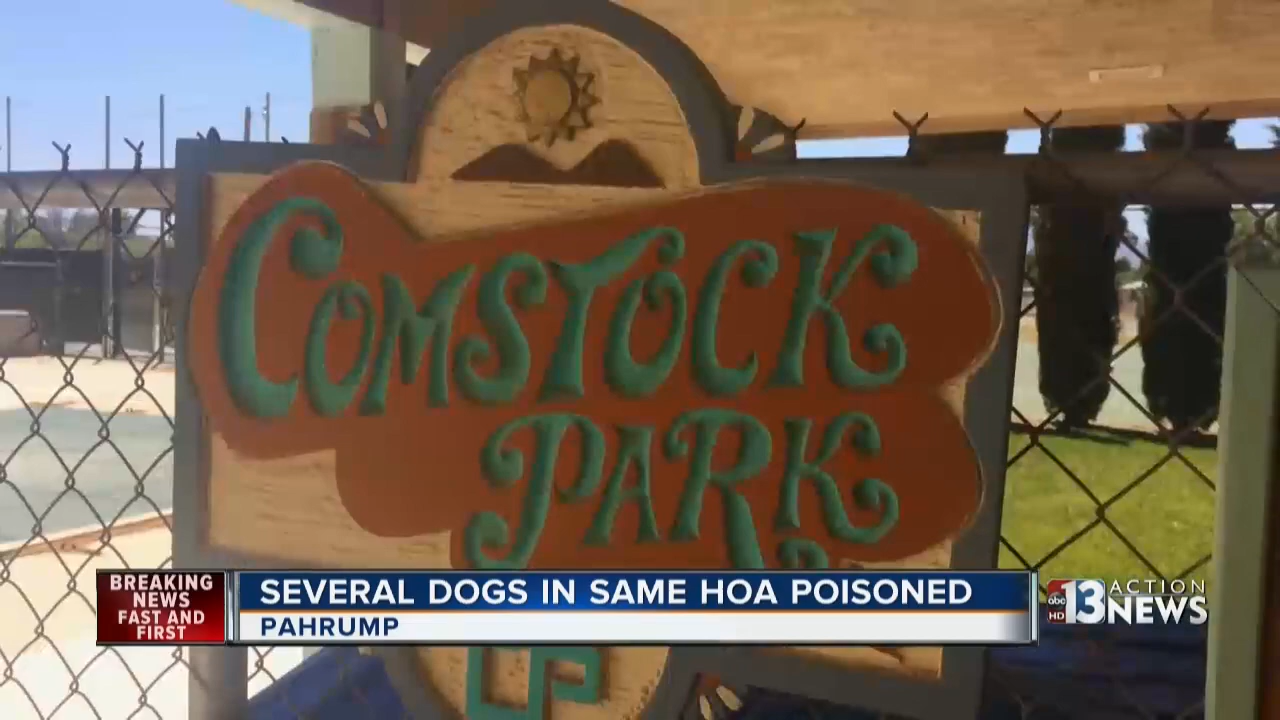 COMSTOCK
PARK
BREAKING
NEWS
FAST AND
FIRST
SEVERAL DOGS IN SAME HOA POISONED
PAHRUMP
abc
HD
13
ACTION
NEWS